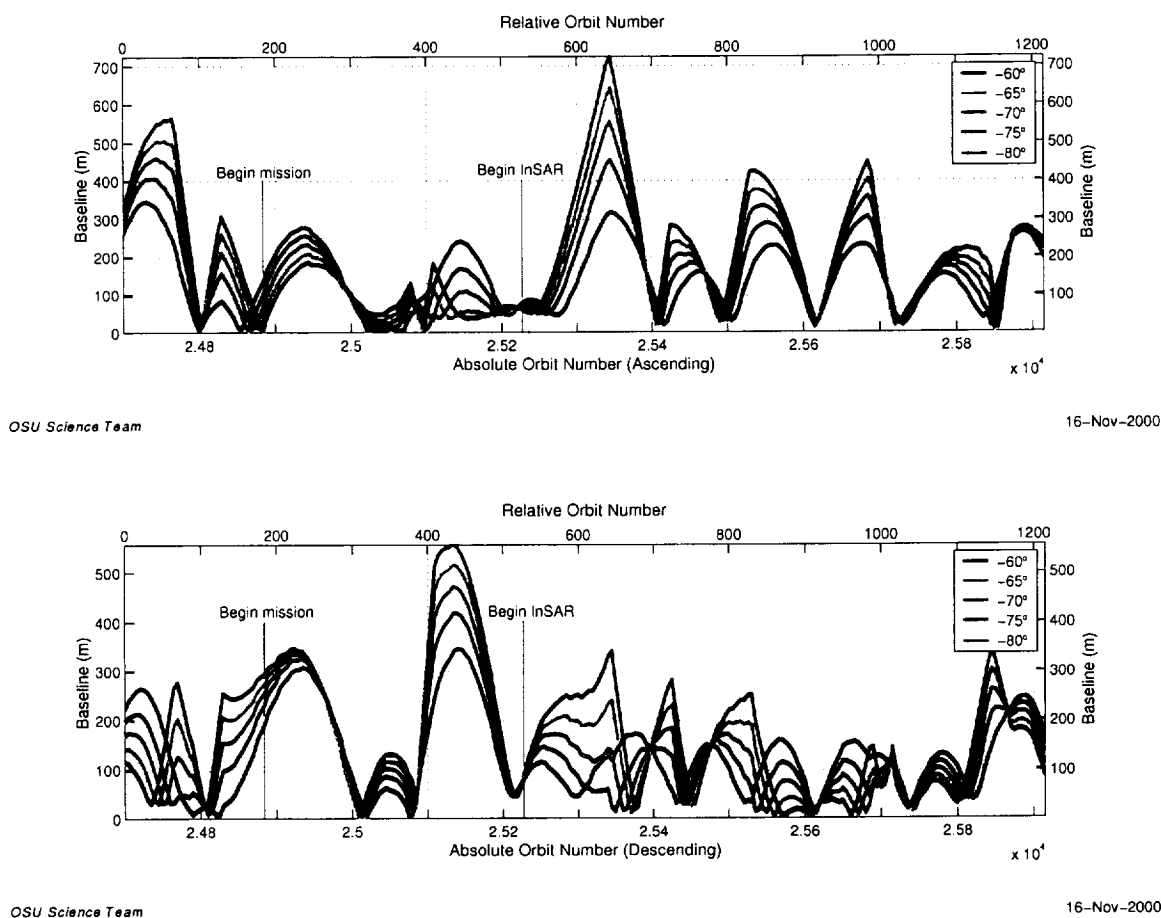 Relative Orbit Number
0 200 400 600 800 1000 1200
700 600 500 400 300 200 100 0
Baseline (m)
Begin mission
Begin InSAR
−60°
−65°
−70°
−75°
−80°
700 600 500 400 300 200 100
Baseline (m)
2.48 2.5 2.52 2.54 2.56 2.58
Absolute Orbit Number (Ascending)
x 10⁴
OSU Science Team
16−Nov−2000
Relative Orbit Number
0 200 400 600 800 1000 1200
500 400 300 200 100 0
Baseline (m)
Begin mission
Begin InSAR
−60°
−65°
−70°
−75°
−80°
500 400 300 200 100
Baseline (m)
2.48 2.5 2.52 2.54 2.56 2.58
Absolute Orbit Number (Descending)
x 10⁴
OSU Science Team
16−Nov−2000